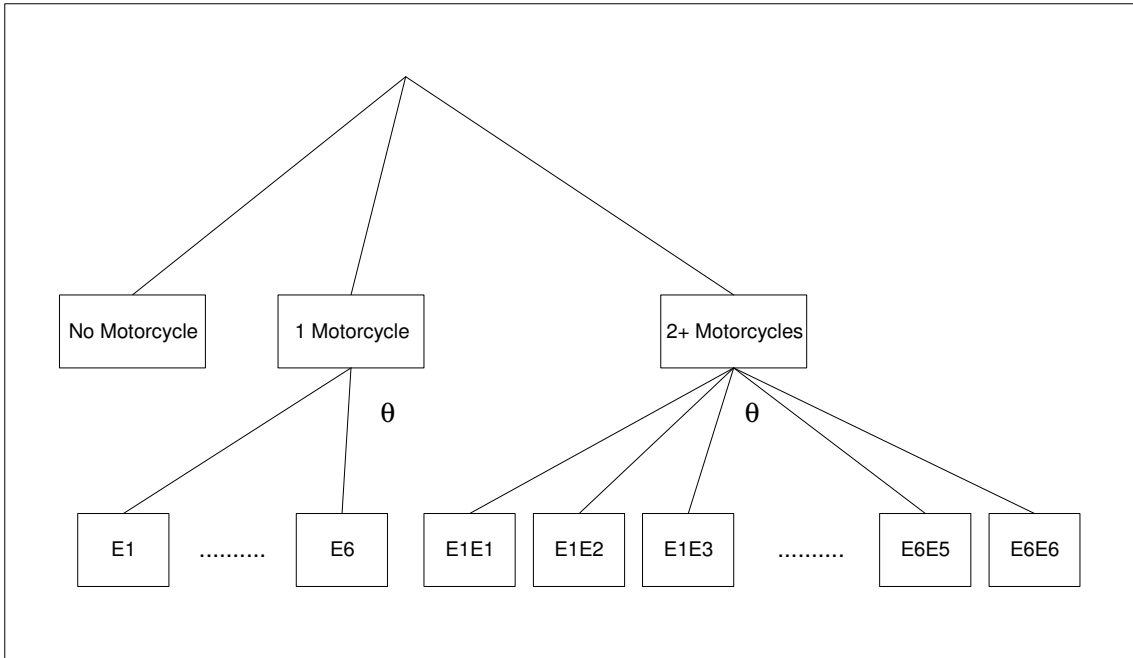 No Motorcycle 1 Motorcycle 2+ Motorcycles
θ θ
E1 .......... E6 E1E1 E1E2 E1E3 .......... E6E5 E6E6